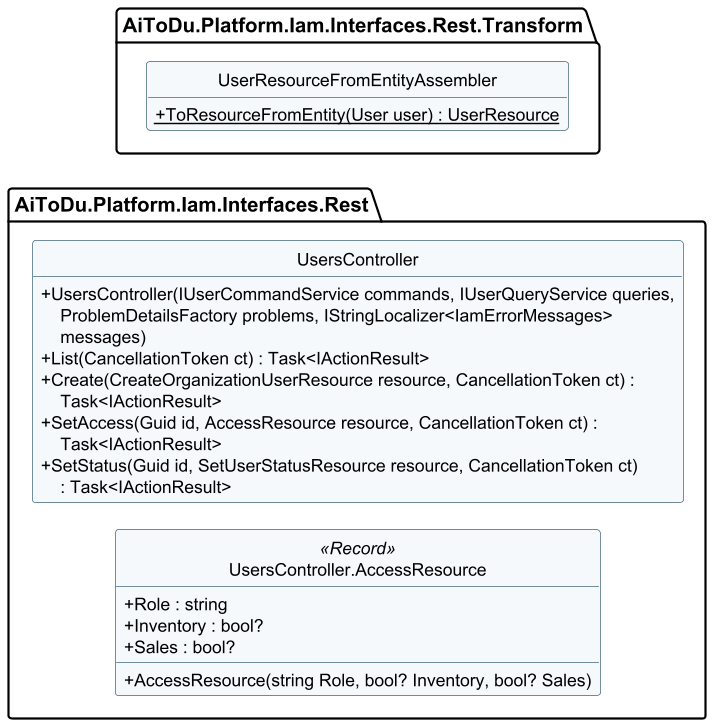 AiToDu.Platform.Iam.Interfaces.Rest.Transform
UserResourceFromEntityAssembler
+ToResourceFromEntity(User user) : UserResource
AiToDu.Platform.Iam.Interfaces.Rest
UsersController
+UsersController(IUserCommandService commands, IUserQueryService queries,
ProblemDetailsFactory problems, IStringLocalizer<IamErrorMessages>
messages)
+List(CancellationToken ct) : Task<IActionResult>
+Create(CreateOrganizationUserResource resource, CancellationToken ct) :
Task<IActionResult>
+SetAccess(Guid id, AccessResource resource, CancellationToken ct) :
Task<IActionResult>
+SetStatus(Guid id, SetUserStatusResource resource, CancellationToken ct)
: Task<IActionResult>
«Record»
UsersController.AccessResource
+Role : string
+Inventory : bool?
+Sales : bool?
+AccessResource(string Role, bool? Inventory, bool? Sales)